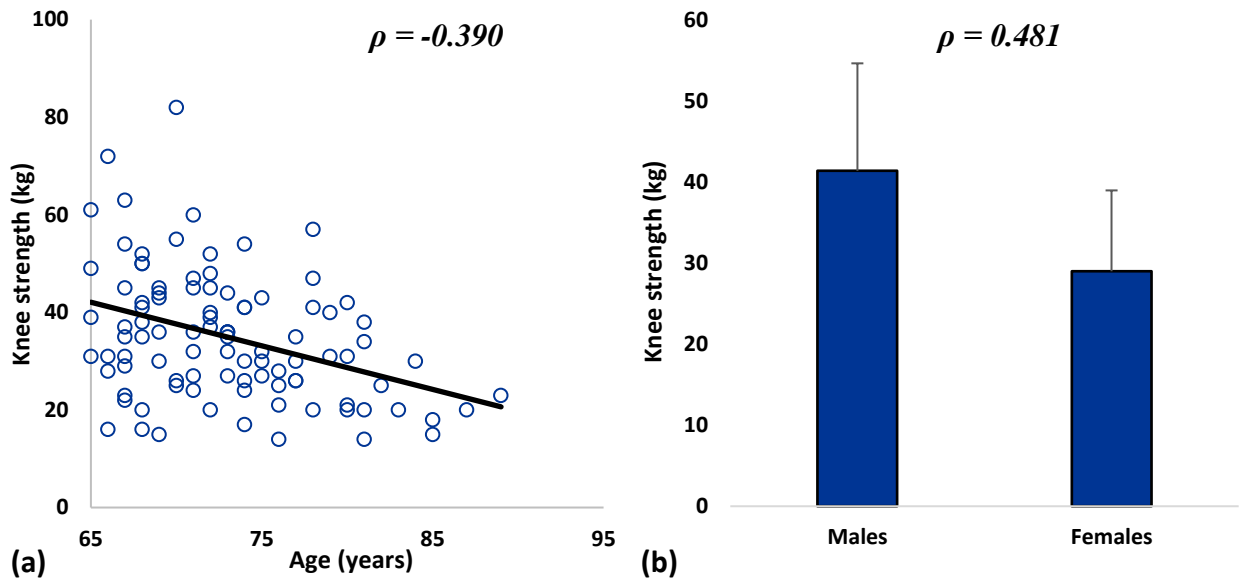 ρ = -0.390
100
80
60
40
20
0
Knee strength (kg)
65
75
85
95
Age (years)
(a)
ρ = 0.481
60
50
40
30
20
10
0
Knee strength (kg)
Males
Females
(b)